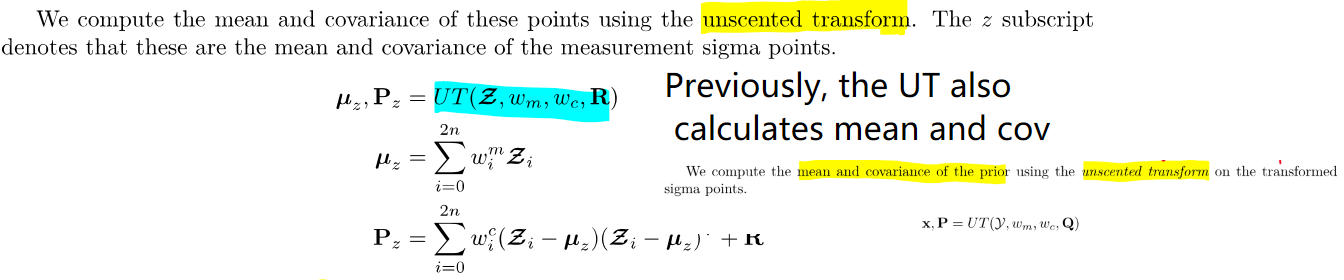 We compute the mean and covariance of these points using the unscented transform. The z subscript
denotes that these are the mean and covariance of the measurement sigma points.
μ_z, P_z = UT(𝒵, w_m, w_c, R)
μ_z = ∑_{i=0}^{2n} w_i^m 𝒵_i
P_z = ∑_{i=0}^{2n} w_i^c (𝒵_i − μ_z)(𝒵_i − μ_z) +
Previously, the UT also
calculates mean and cov
We compute the mean and covariance of the prior using the unscented transform on the transformed
sigma points.
x, P = UT(𝒴, w_m, w_c, Q)